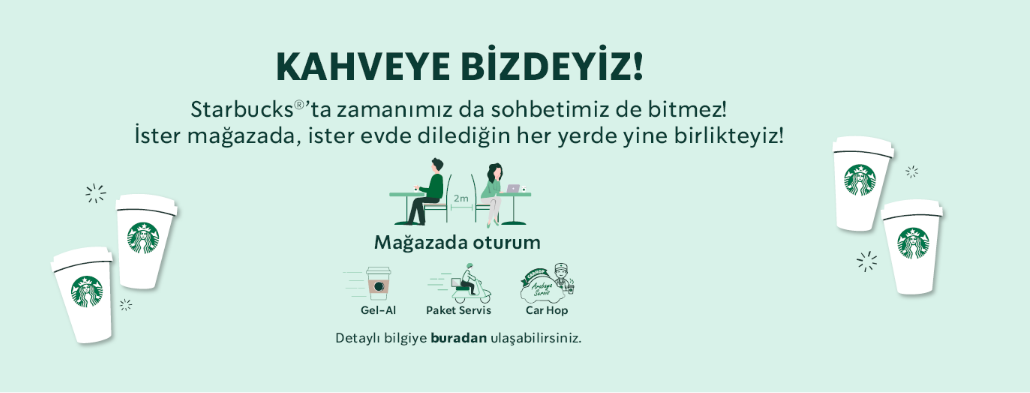 KAHVEYE BİZDEYİZ!
Starbucks®'ta zamanımız da sohbetimiz de bitmez!
İster mağazada, ister evde dilediğin her yerde yine birlikteyiz!
2m
Mağazada oturum
Arabaya
Servis
Gel-Al
Paket Servis
Car Hop
Detaylı bilgiye buradan ulaşabilirsiniz.